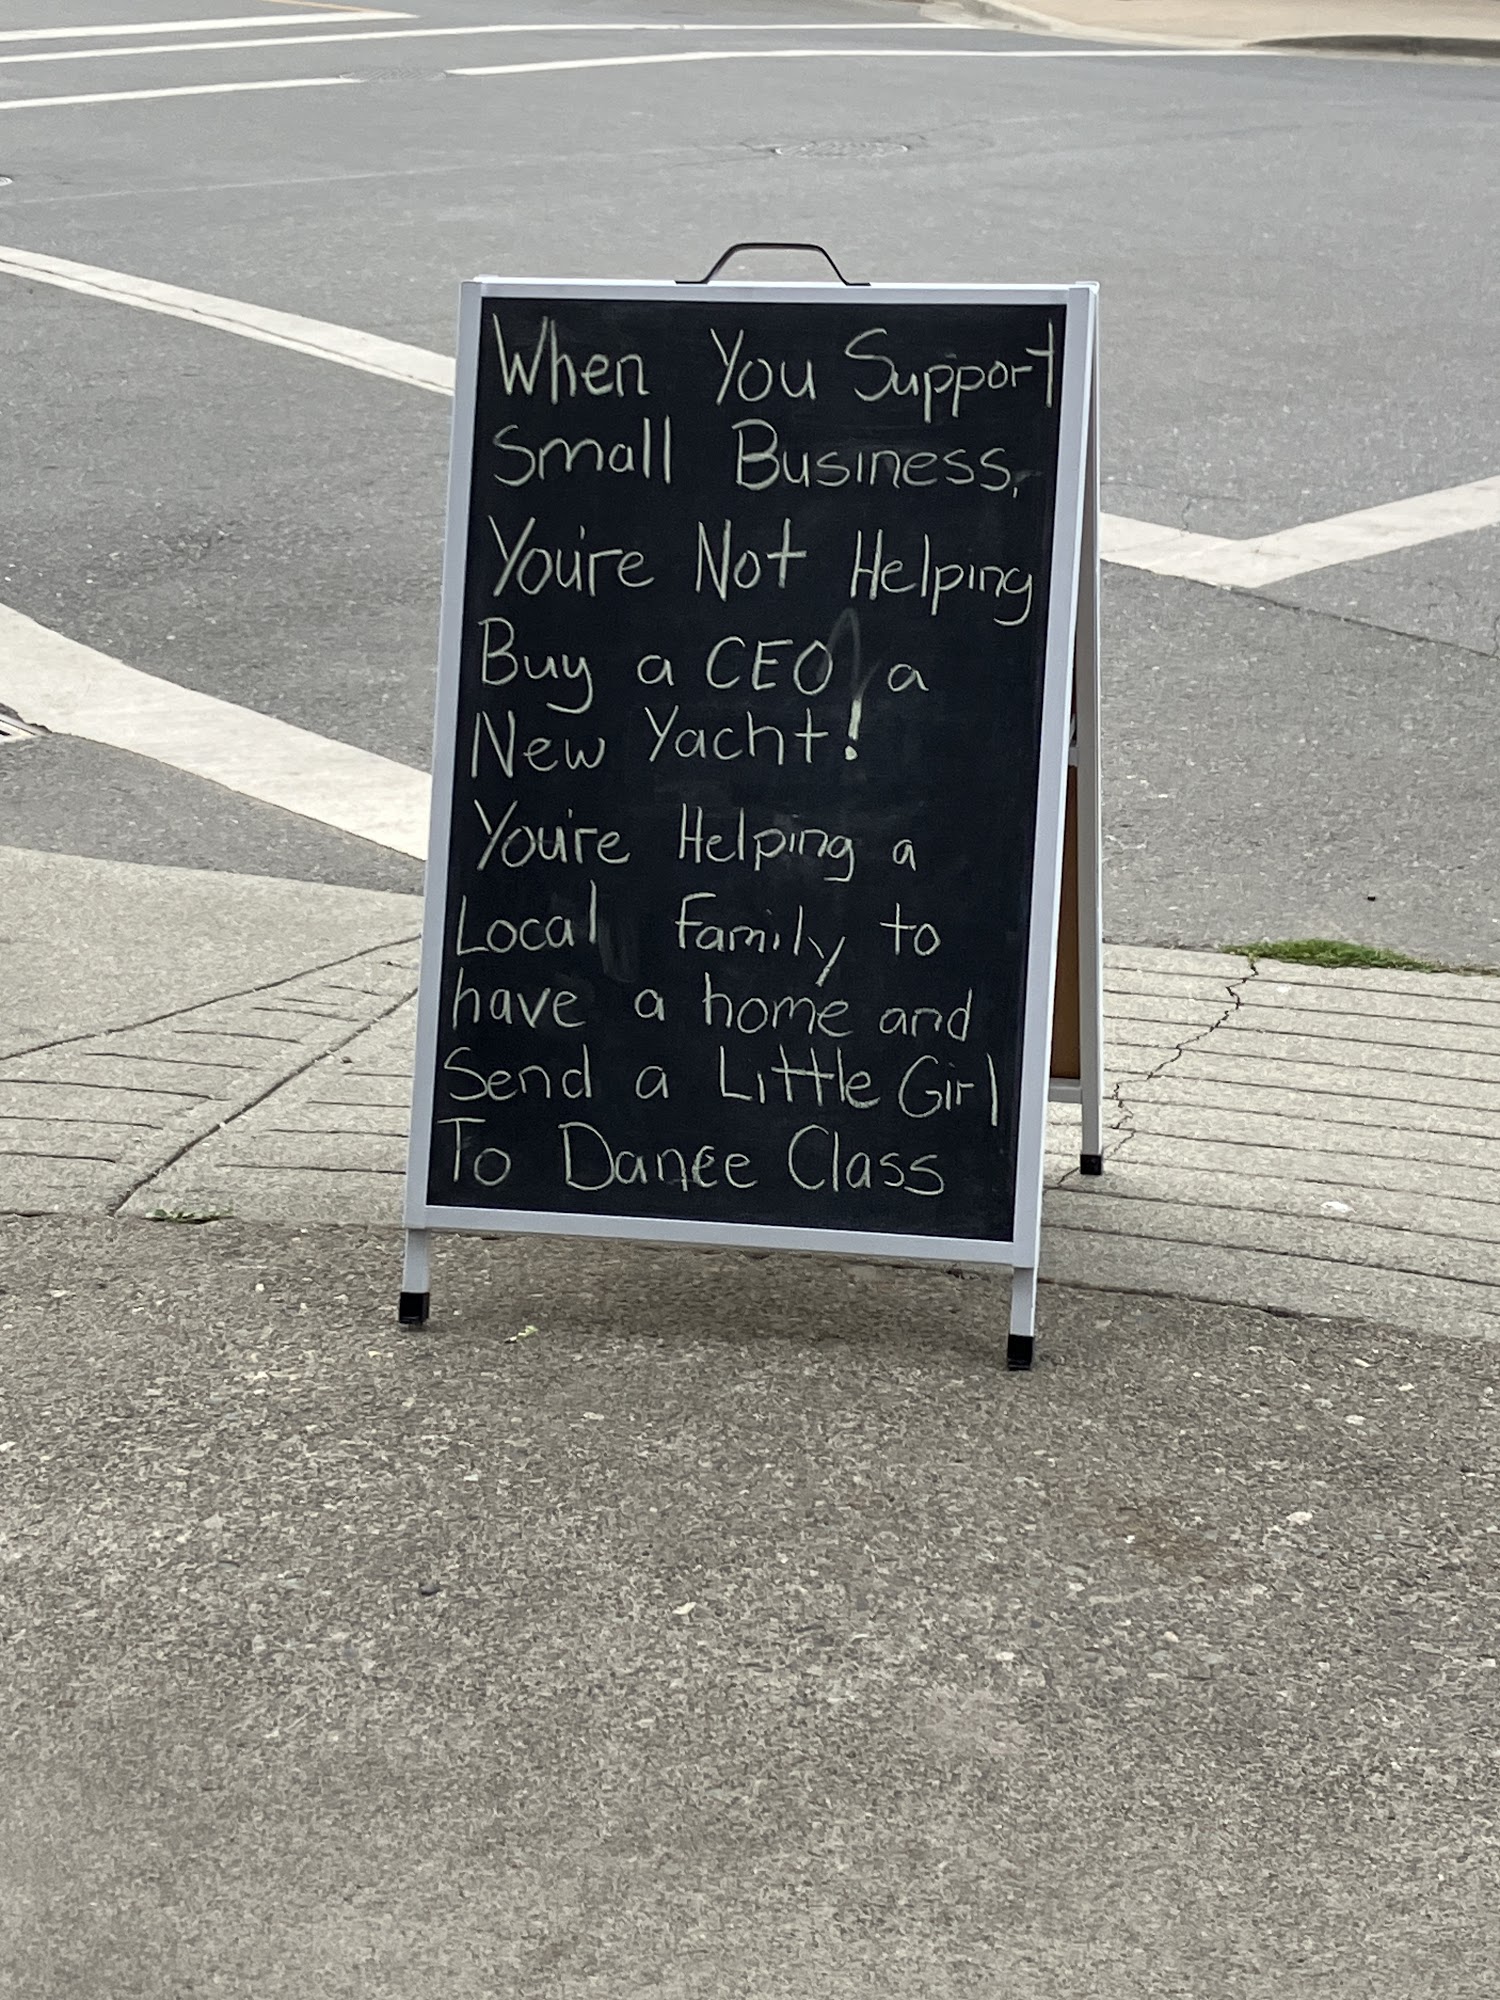 When You Support
Small Business,
You're Not Helping
Buy a CEO a
New Yacht!
You're Helping a
Local Family to
have a home and
Send a Little Girl
To Dance Class